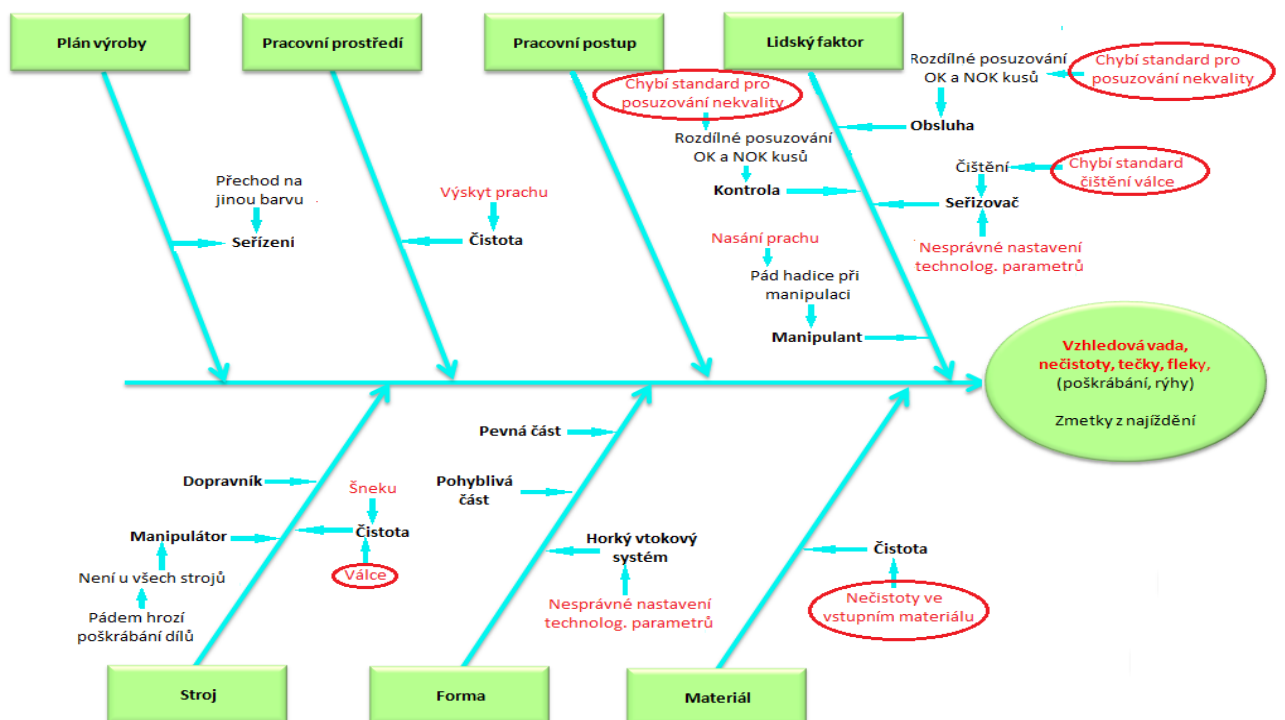 Plán výroby
Pracovní prostředí
Pracovní postup
Lidský faktor
Přechod na
jinou barvu
Seřízení
Výskyt prachu
Čistota
Chybí standard pro
posuzování nekvality
Rozdílné posuzování
OK a NOK kusů
Kontrola
Nasání prachu
Pád hadice při
manipulaci
Manipulant
Rozdílné posuzování
OK a NOK kusů
Chybí standard pro
posuzování nekvality
Obsluha
Čištění
Chybí standard
čištění válce
Seřizovač
Nesprávné nastavení
technolog. parametrů
Vzhledová vada,
nečistoty, tečky, fleky,
(poškrábání, rýhy)
Zmetky z najíždění
Dopravník
Manipulátor
Není u všech strojů
Pádem hrozí
poškrábání dílů
Šneku
Čistota
Válce
Pevná část
Pohyblivá
část
Horký vtokový
systém
Nesprávné nastavení
technolog. parametrů
Čistota
Nečistoty ve
vstupním materiálu
Stroj
Forma
Materiál